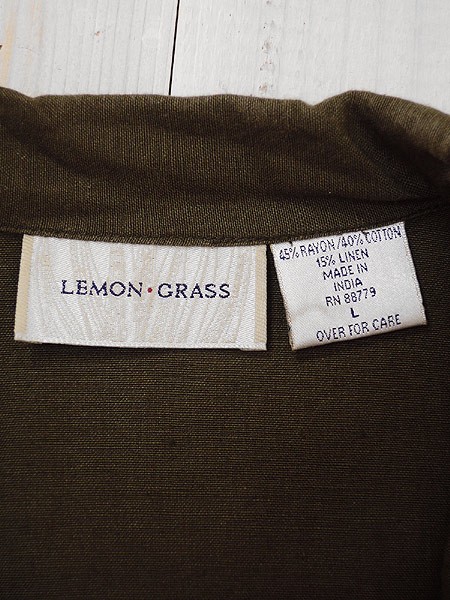 LEMON • GRASS
45% RAYON/40% COTTON
15% LINEN
MADE IN
INDIA
RN 88779
L
OVER FOR CARE